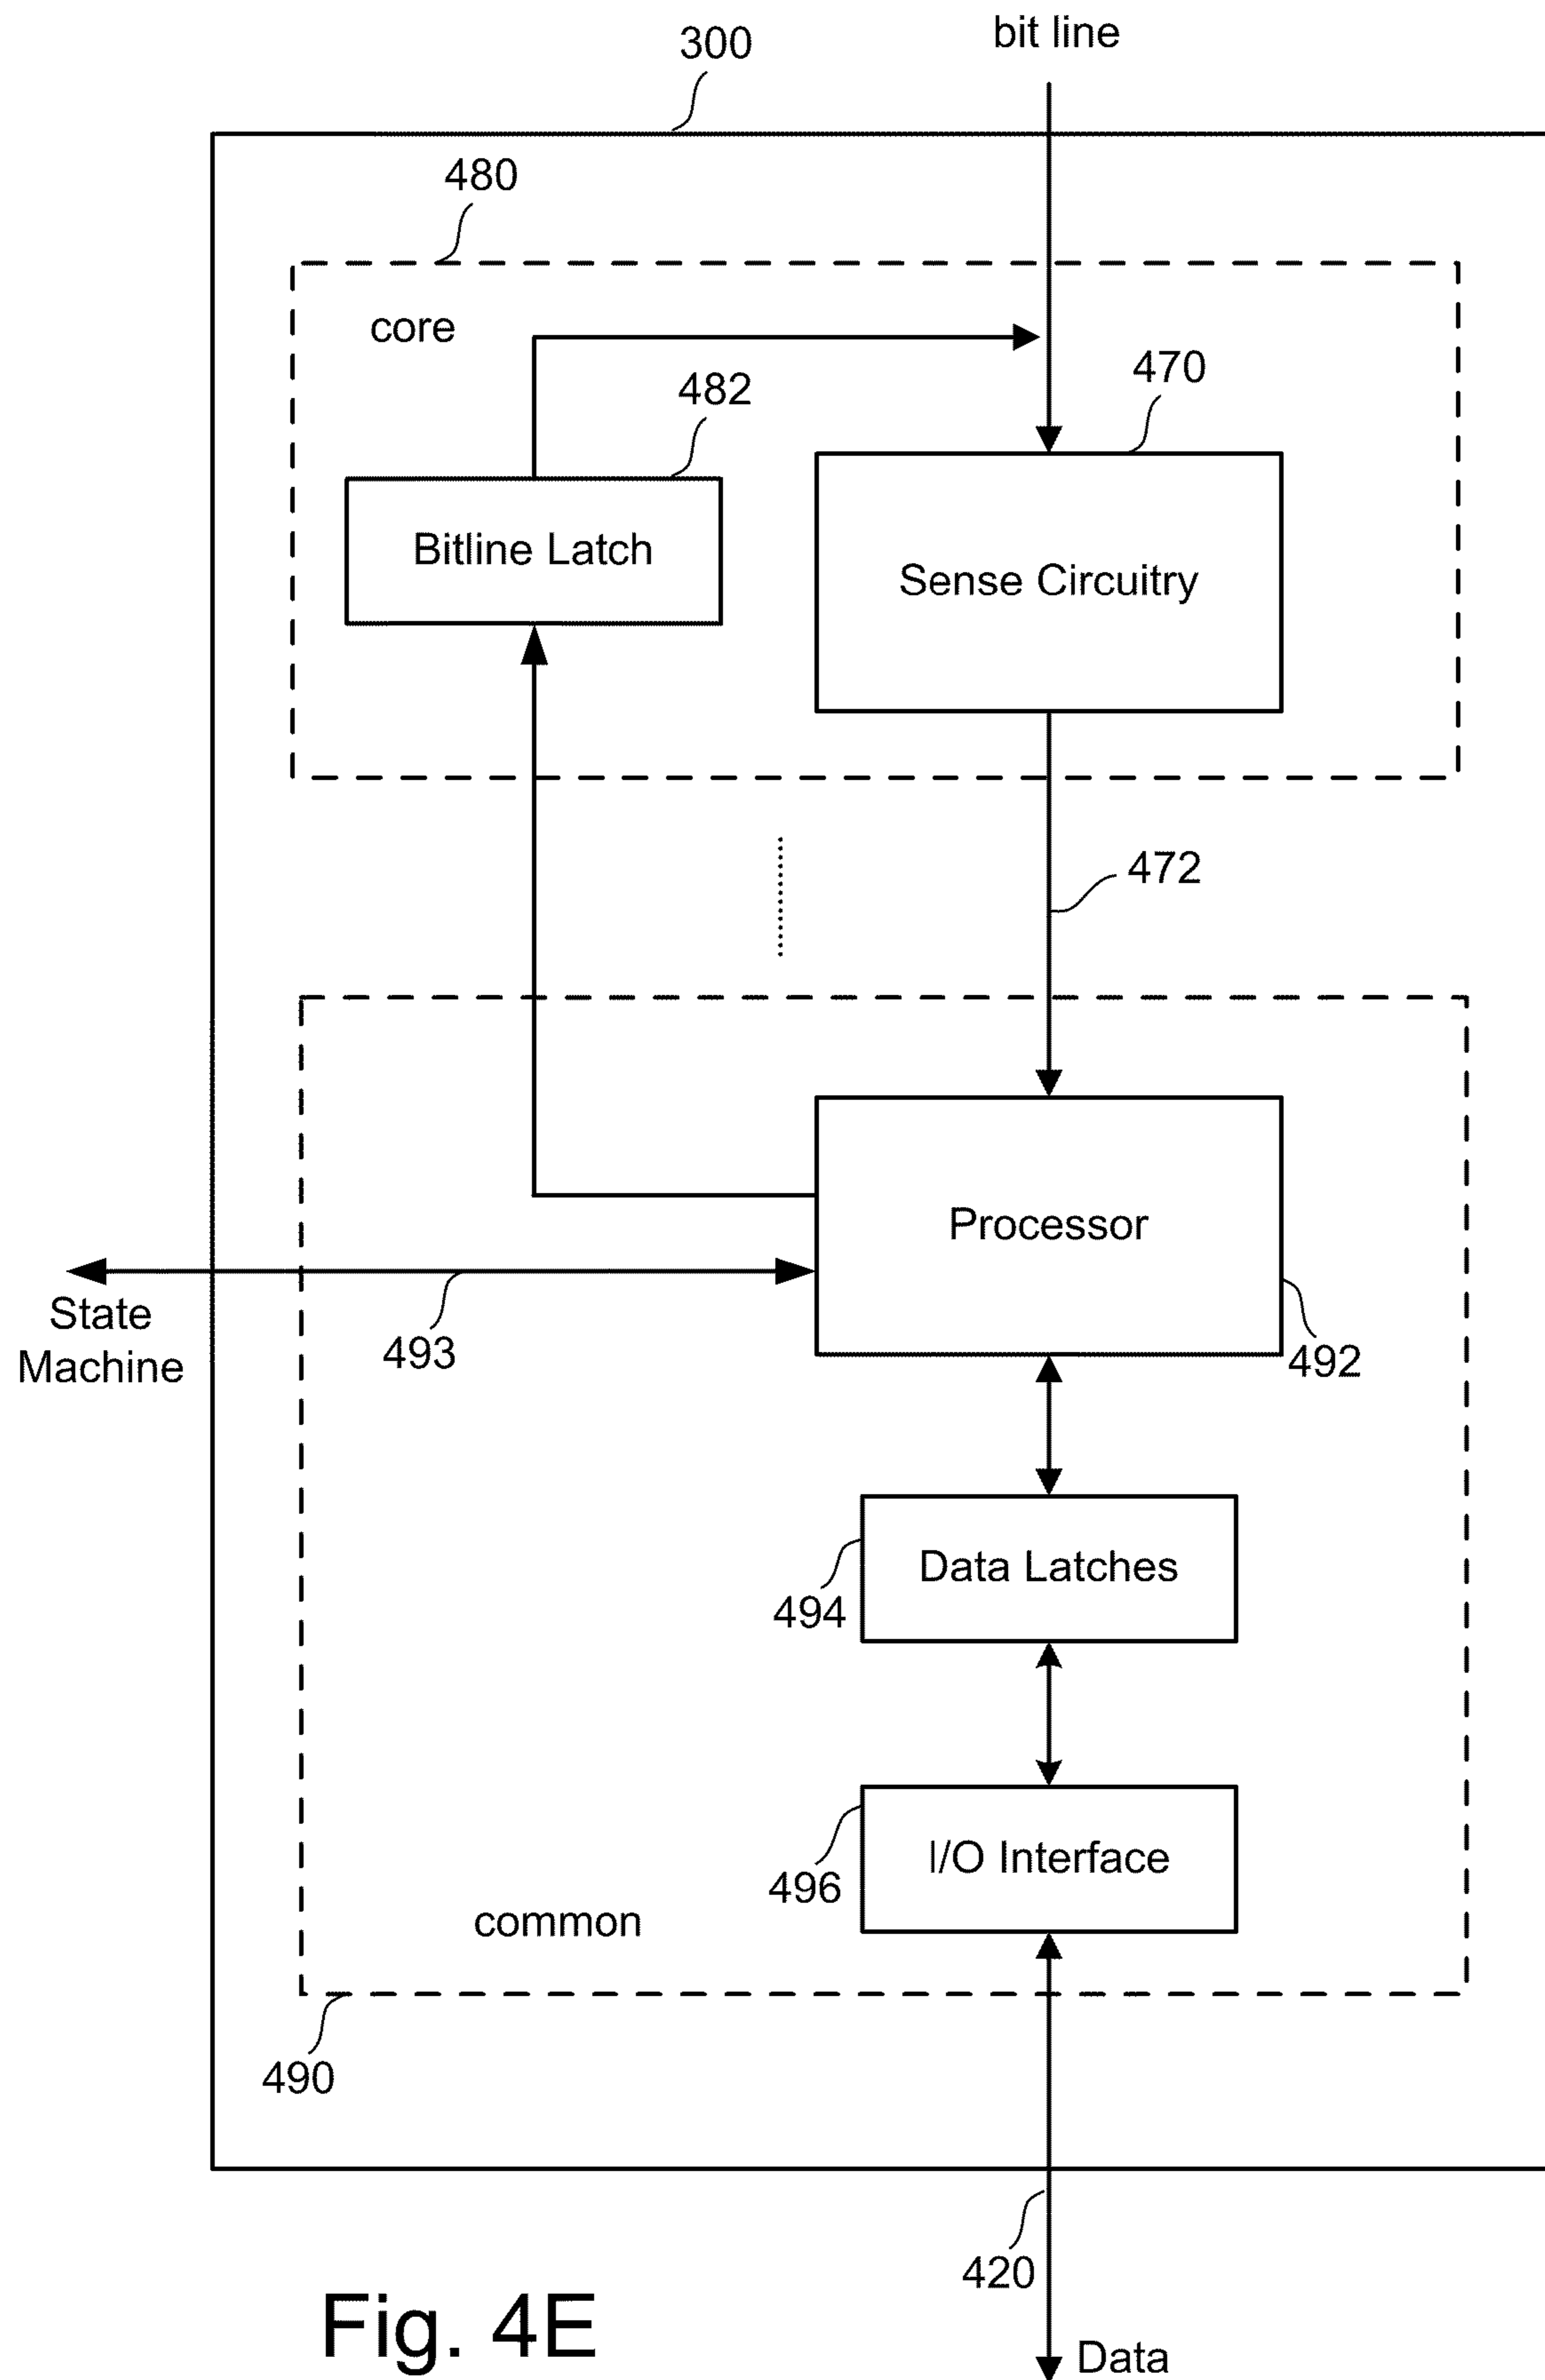 bit line
300
480
core
470
482
Bitline Latch
Sense Circuitry
472
Processor
State
Machine
493
492
Data Latches
494
I/O Interface
496
common
490
420
Fig. 4E
Data